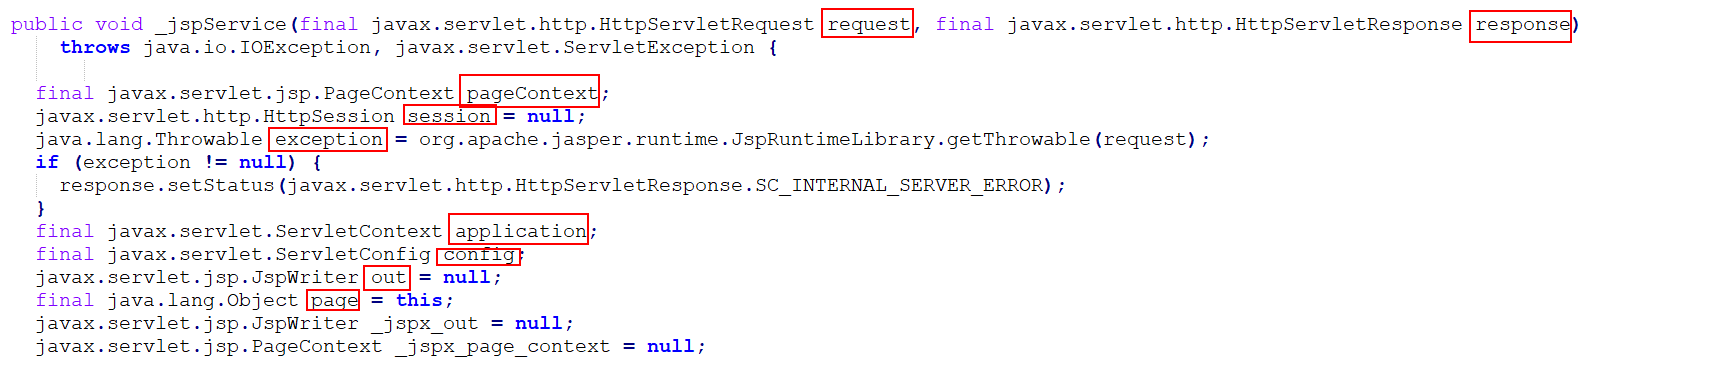 public void _jspService(final javax.servlet.http.HttpServletRequest request, final javax.servlet.http.HttpServletResponse response)
throws java.io.IOException, javax.servlet.ServletException {
final javax.servlet.jsp.PageContext pageContext;
javax.servlet.http.HttpSession session = null;
java.lang.Throwable exception = org.apache.jasper.runtime.JspRuntimeLibrary.getThrowable(request);
if (exception != null) {
response.setStatus(javax.servlet.http.HttpServletResponse.SC_INTERNAL_SERVER_ERROR);
}
final javax.servlet.ServletContext application;
final javax.servlet.ServletConfig config;
javax.servlet.jsp.JspWriter out = null;
final java.lang.Object page = this;
javax.servlet.jsp.JspWriter _jspx_out = null;
javax.servlet.jsp.PageContext _jspx_page_context = null;